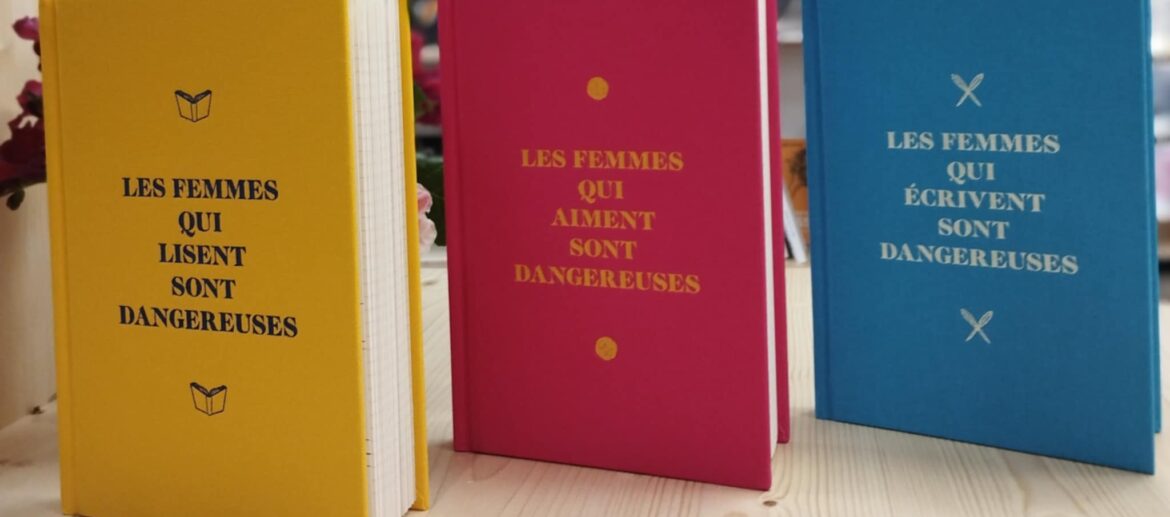 LES FEMMES
QUI
LISENT
SONT
DANGEREUSES
LES FEMMES
QUI
AIMENT
SONT
DANGEREUSES
LES FEMMES
QUI
ÉCRIVENT
SONT
DANGEREUSES